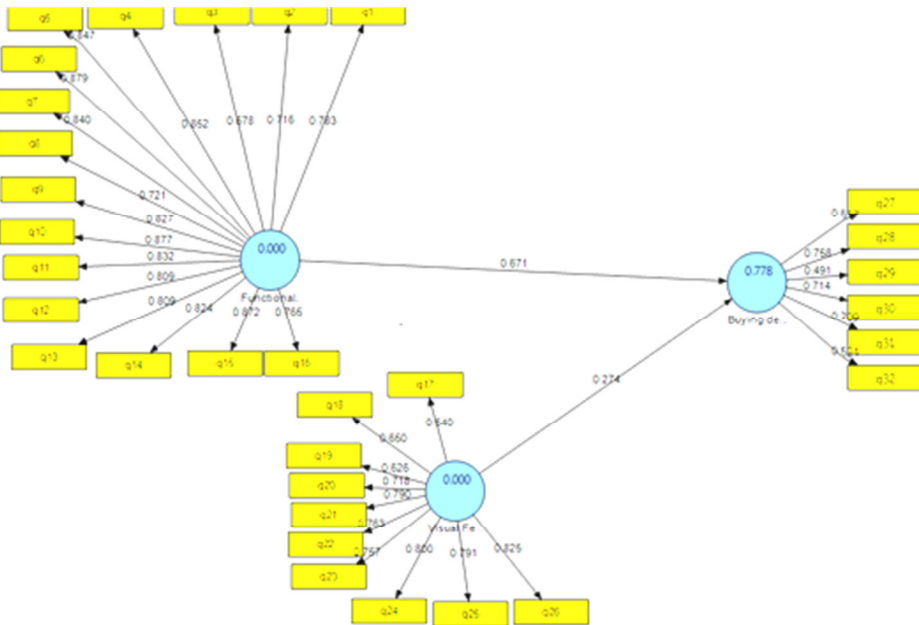 q5
q4
q3
q2
q1
0.847
q6
0.879
q7
0.840
0.852
0.678
0.716
0.783
q8
0.721
q9
0.827
q10
0.877
q11
0.832
q12
0.809
q13
0.809
q14
0.824
q15
0.872
q16
0.766
0.000
Functional.
0.671
0.778
Buying de..
q27
q28
0.758
q29
0.491
q30
0.714
q31
q32
0.274
q17
0.640
q18
0.660
q19
0.626
q20
0.718
q21
0.790
q22
0.763
q23
0.757
0.000
Visual Fe
q24
0.800
q25
0.791
q26
0.825